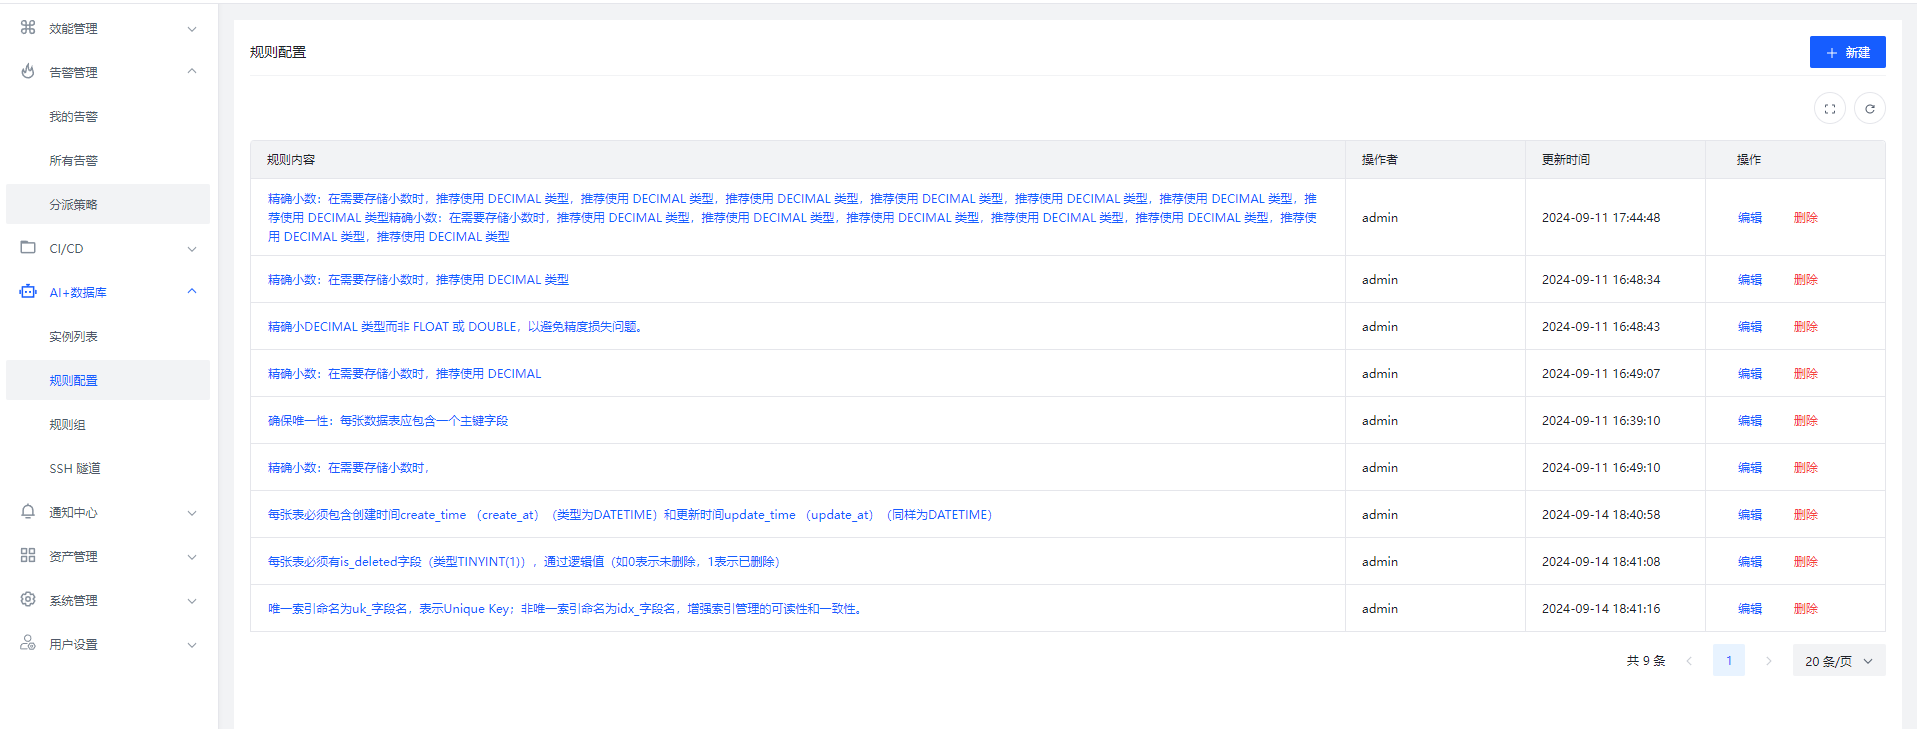 效能管理
告警管理
我的告警
所有告警
分派策略
CI/CD
AI+数据库
实例列表
规则配置
规则组
SSH 隧道
通知中心
资产管理
系统管理
用户设置
规则配置
新建
规则内容 操作者 更新时间 操作
精确小数：在需要存储小数时，推荐使用 DECIMAL 类型，推荐使用 DECIMAL 类型，推荐使用 DECIMAL 类型，推荐使用 DECIMAL 类型，推荐使用 DECIMAL 类型，推荐使用 DECIMAL 类型，推
荐使用 DECIMAL 类型精确小数：在需要存储小数时，推荐使用 DECIMAL 类型，推荐使用 DECIMAL 类型，推荐使用 DECIMAL 类型，推荐使用 DECIMAL 类型，推荐使用 DECIMAL 类型，推荐使
用 DECIMAL 类型，推荐使用 DECIMAL 类型
admin 2024-09-11 17:44:48 编辑 删除
精确小数：在需要存储小数时，推荐使用 DECIMAL 类型 admin 2024-09-11 16:48:34 编辑 删除
精确小DECIMAL 类型而非 FLOAT 或 DOUBLE，以避免精度损失问题。 admin 2024-09-11 16:48:43 编辑 删除
精确小数：在需要存储小数时，推荐使用 DECIMAL admin 2024-09-11 16:49:07 编辑 删除
确保唯一性：每张数据表应包含一个主键字段 admin 2024-09-11 16:39:10 编辑 删除
精确小数：在需要存储小数时， admin 2024-09-11 16:49:10 编辑 删除
每张表必须包含创建时间create_time （create_at）（类型为DATETIME）和更新时间update_time （update_at）（同样为DATETIME） admin 2024-09-14 18:40:58 编辑 删除
每张表必须有is_deleted字段（类型TINYINT(1)），通过逻辑值（如0表示未删除，1表示已删除） admin 2024-09-14 18:41:08 编辑 删除
唯一索引命名为uk_字段名，表示Unique Key；非唯一索引命名为idx_字段名，增强索引管理的可读性和一致性。 admin 2024-09-14 18:41:16 编辑 删除
共 9 条 1 20 条/页